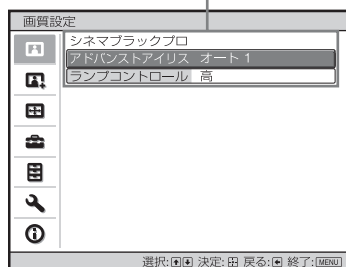 画質設定
シネマブラックプロ
アドバンストアイリス オート 1
ランプコントロール 高
選択: 決定: 戻る: 終了: MENU